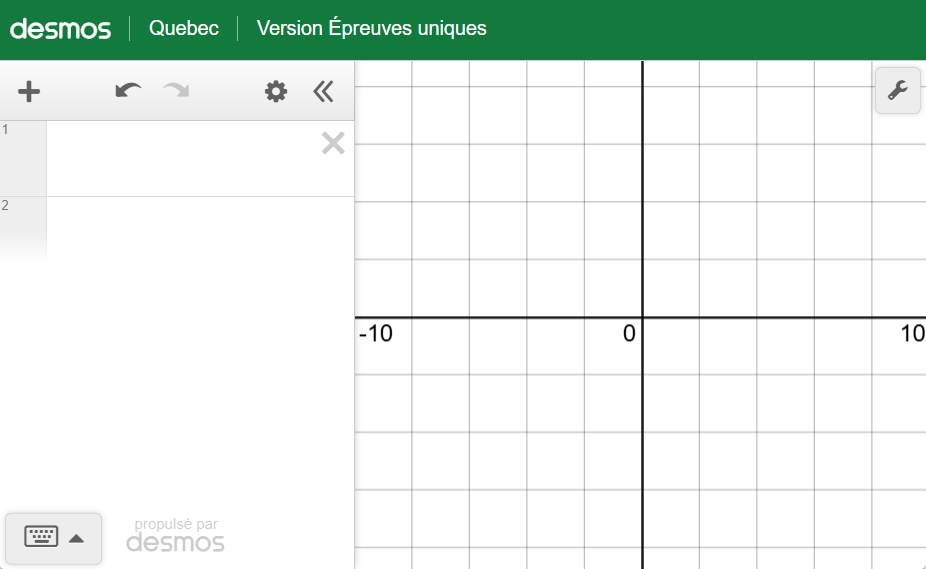 desmos
Quebec
Version Épreuves uniques
1
2
-10
0
10
propulsé par
desmos